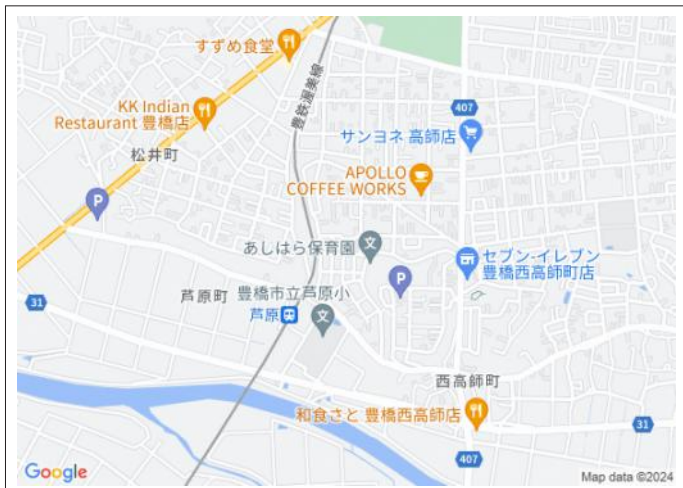 すずめ食堂
豊鉄渥美線
KK Indian
Restaurant 豊橋店
407
サンヨネ 高師店
松井町
APOLLO
COFFEE WORKS
P
あしはら保育園
文
セブン-イレブン
豊橋西高師町店
P
31
芦原町
豊橋市立芦原小
芦原
文
西高師町
和食さと 豊橋西高師店
31
407
Google
Map data ©2024